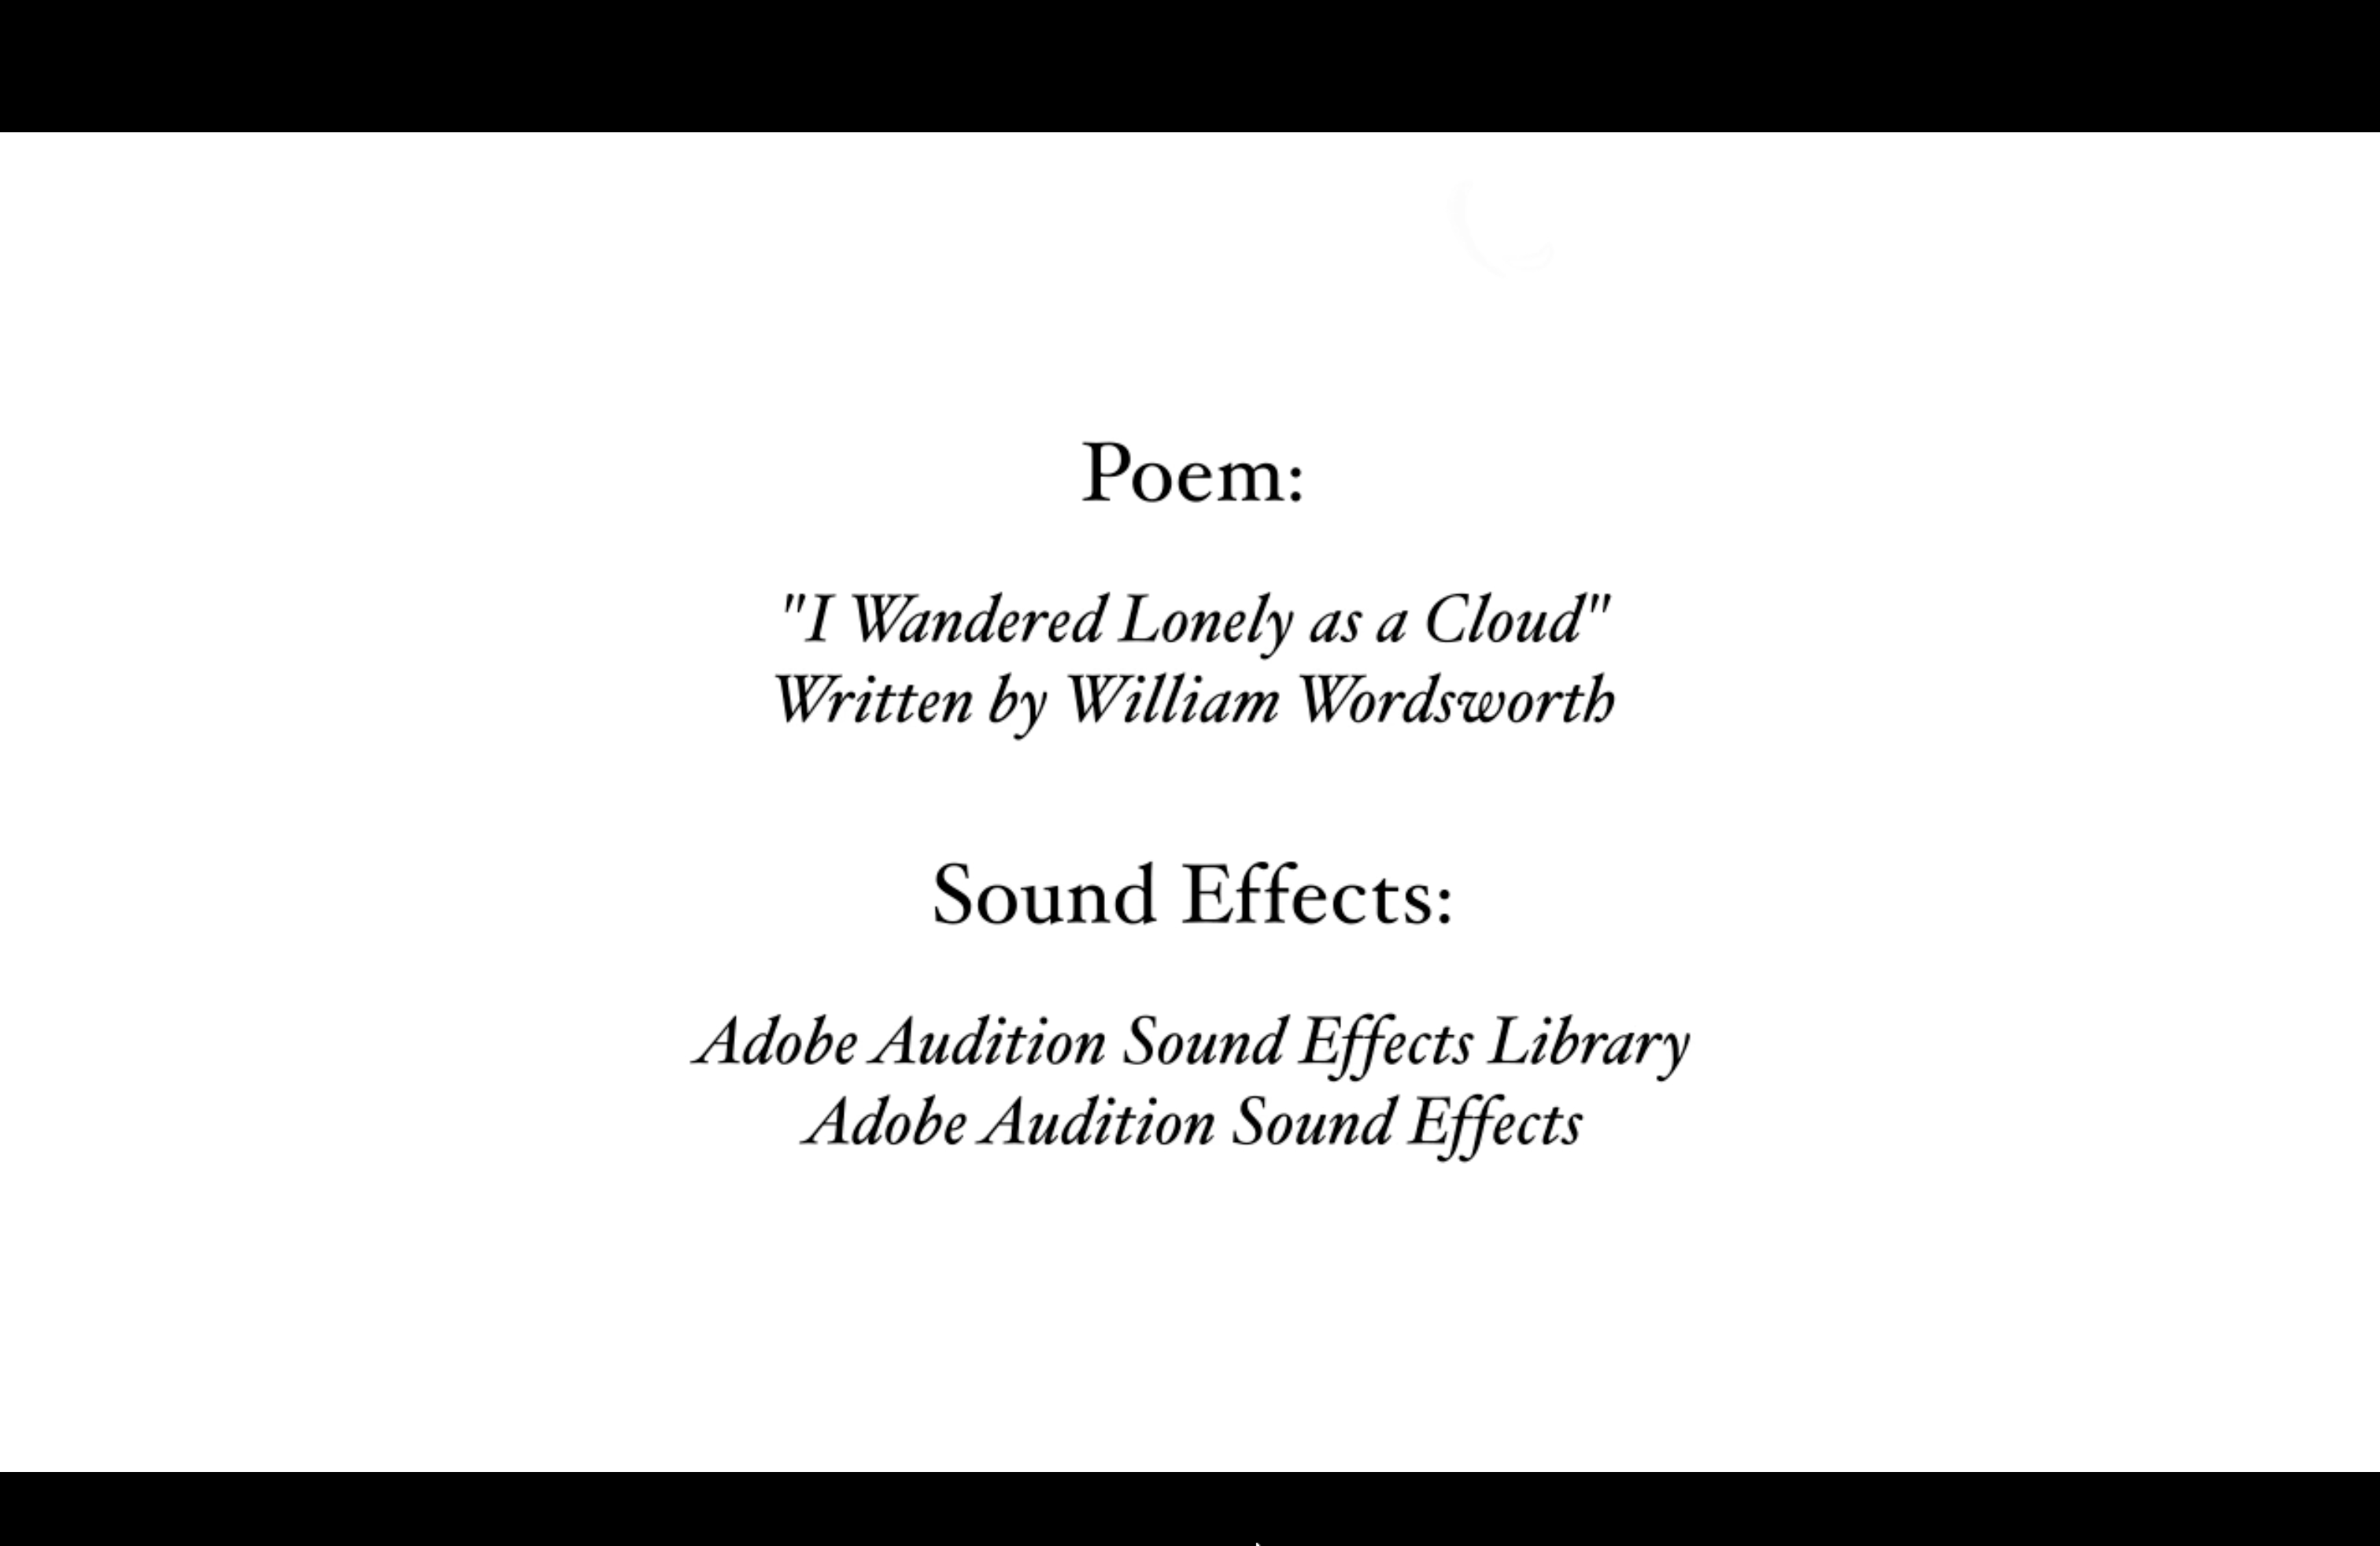 Poem:
"I Wandered Lonely as a Cloud"
Written by William Wordsworth
Sound Effects:
Adobe Audition Sound Effects Library
Adobe Audition Sound Effects